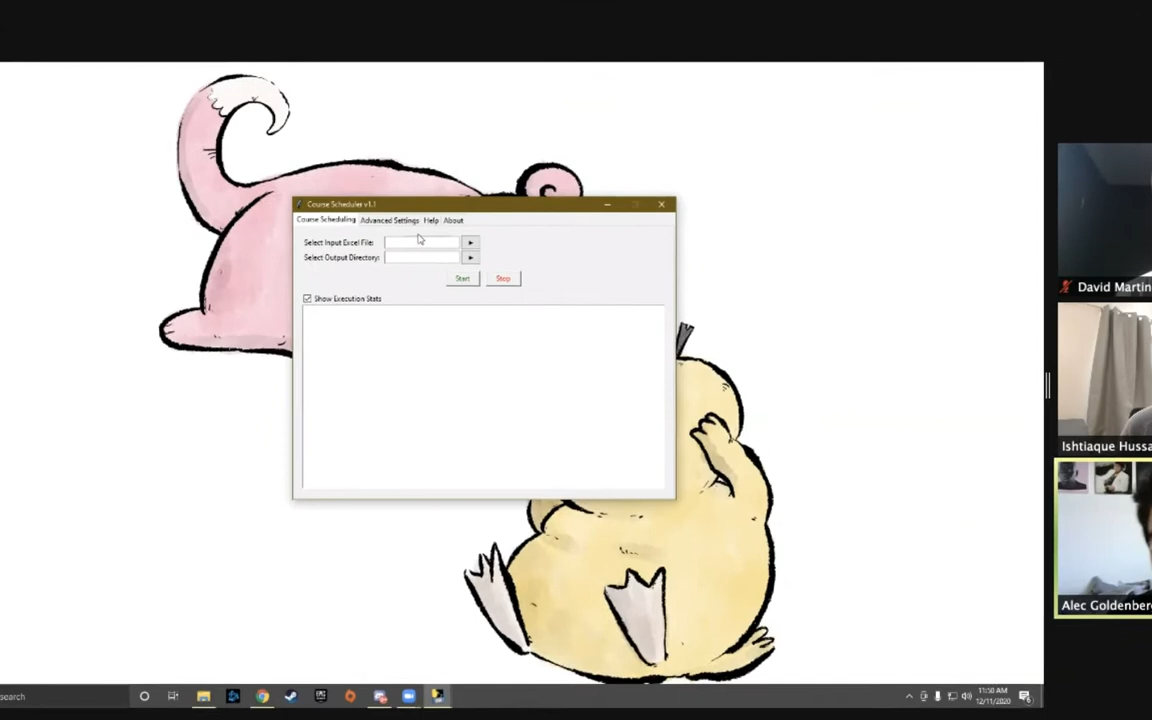 Course Scheduler v1.1
Course Scheduling Advanced Settings Help About
Select Input Excel File:
Select Output Directory:
Start Stop
Show Execution Stats
David Martin
Ishtiaque Hussa
Alec Goldenber
search
11:50 AM
12/11/2020